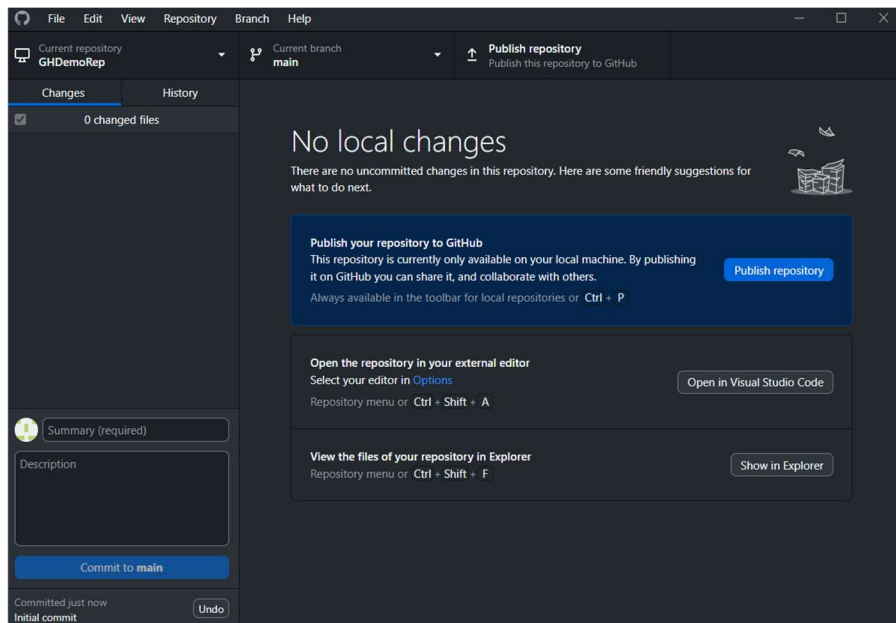 File Edit View Repository Branch Help
Current repository
GHDemoRep
Current branch
main
Publish repository
Publish this repository to GitHub
Changes History
0 changed files
No local changes
There are no uncommitted changes in this repository. Here are some friendly suggestions for
what to do next.
Publish your repository to GitHub
This repository is currently only available on your local machine. By publishing
it on GitHub you can share it, and collaborate with others.
Always available in the toolbar for local repositories or Ctrl + P
Publish repository
Open the repository in your external editor
Select your editor in Options
Repository menu or Ctrl + Shift + A
Open in Visual Studio Code
View the files of your repository in Explorer
Repository menu or Ctrl + Shift + F
Show in Explorer
Summary (required)
Description
Commit to main
Committed just now
Initial commit
Undo